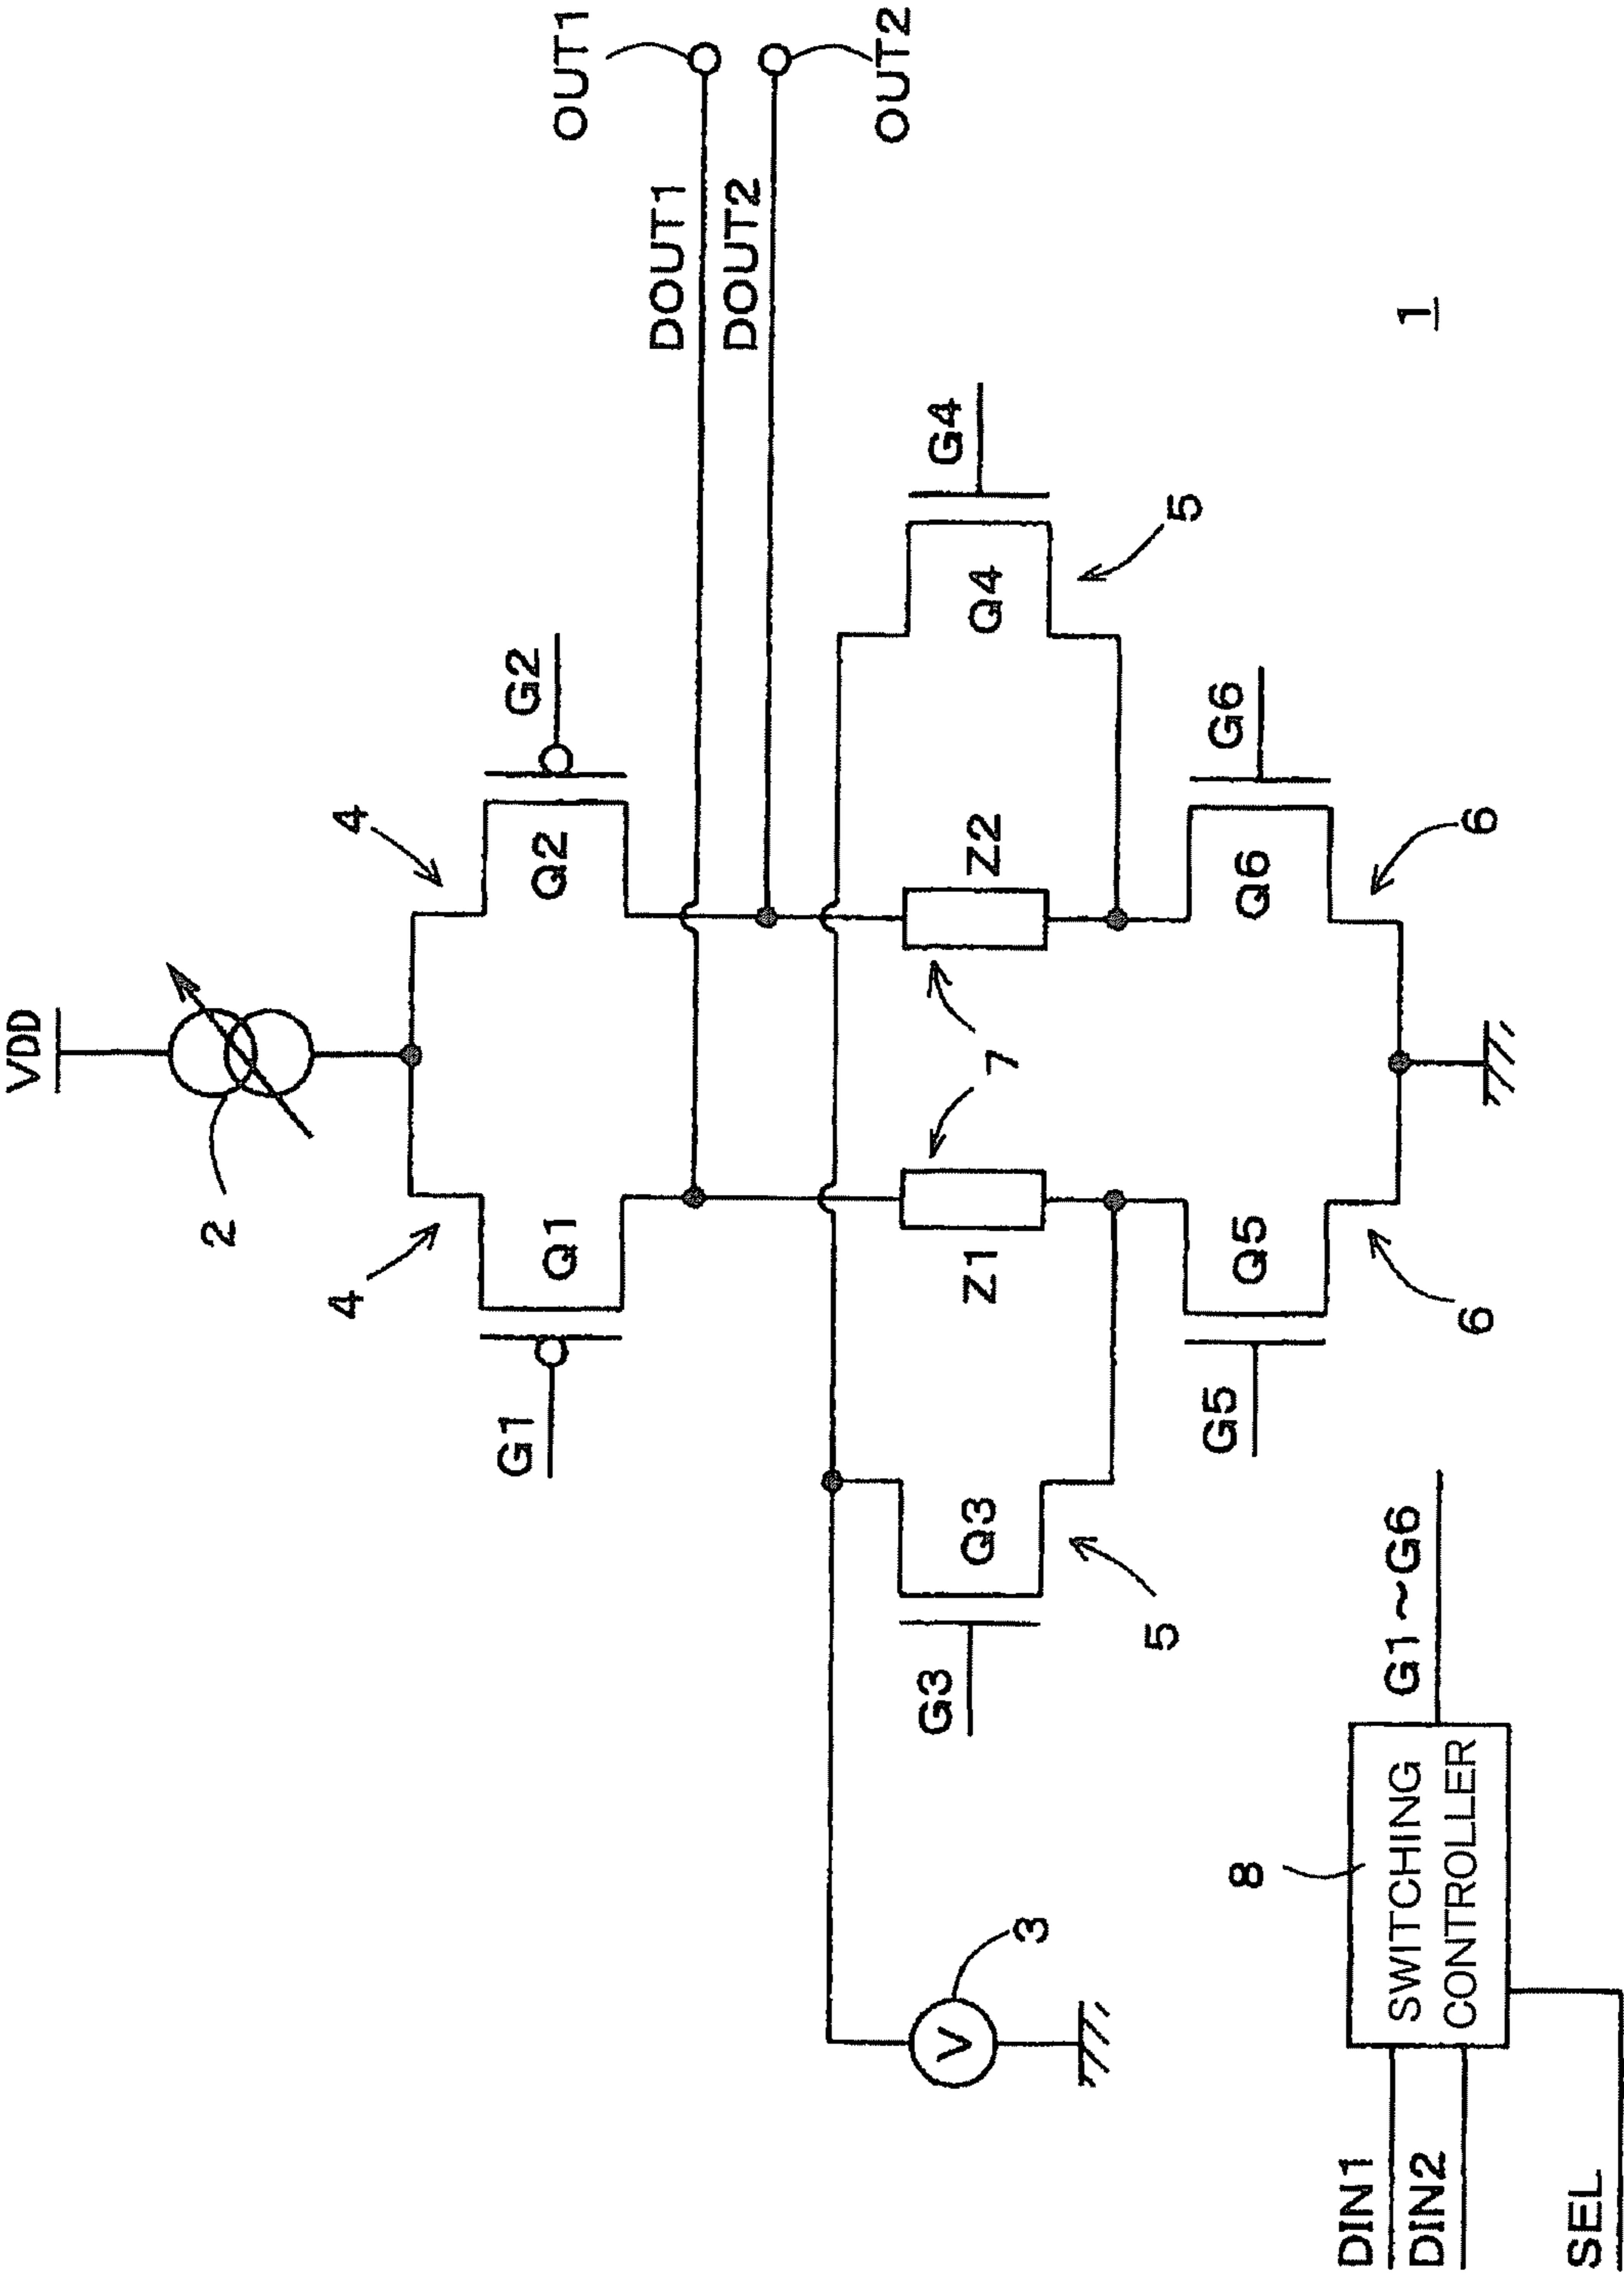 VDD
2
4
4
G1
Q1
Q2
G2
OUT1
DOUT1
DOUT2
OUT2
3
V
G3
Q3
5
Z1
7
Z2
Q4
G4
5
G5
Q5
Q6
G6
6
6
1
8
DIN1
DIN2
SEL
SWITCHING
CONTROLLER
G1~G6